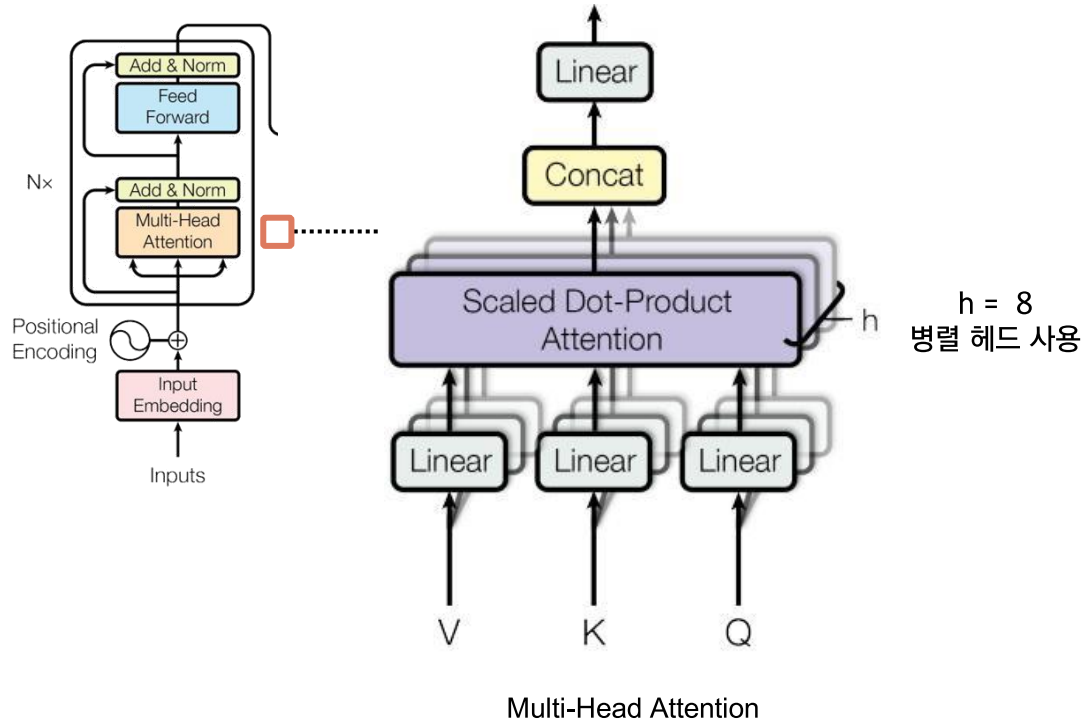 Add & Norm
Feed
Forward
N×
Add & Norm
Multi-Head
Attention
Positional
Encoding
Input
Embedding
Inputs
Linear
Concat
Scaled Dot-Product
Attention
h
h = 8
병렬 헤드 사용
Linear
Linear
Linear
V
K
Q
Multi-Head Attention